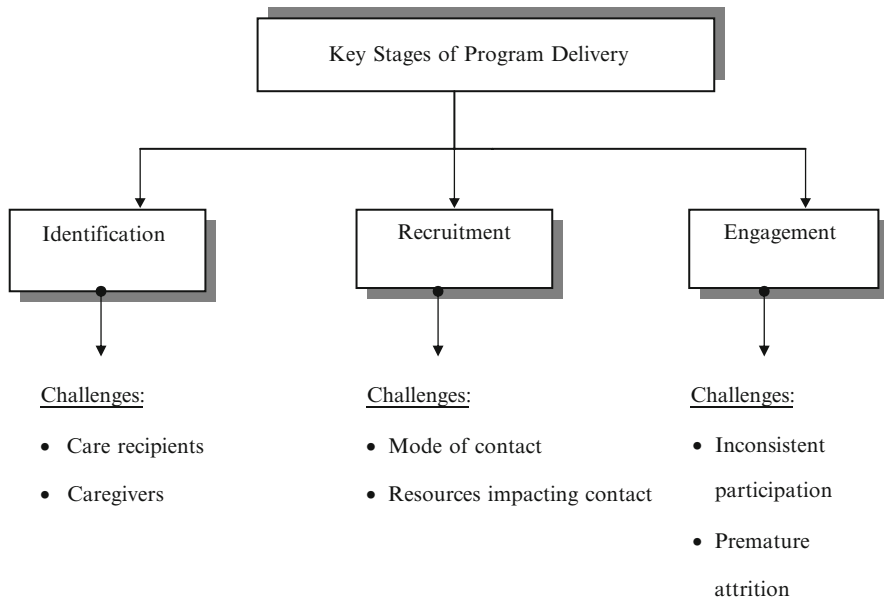 Key Stages of Program Delivery
Identification
Recruitment
Engagement
Challenges:
• Care recipients
• Caregivers
Challenges:
• Mode of contact
• Resources impacting contact
Challenges:
• Inconsistent
participation
• Premature
attrition